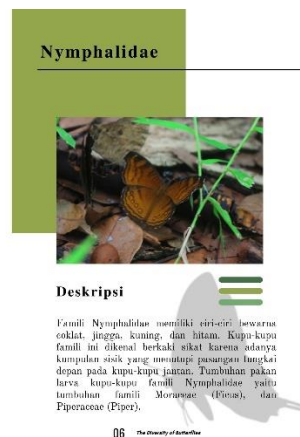 Nymphalidae
Deskripsi
Famili Nymphalidae memiliki ciri-ciri bewarna
coklat, jingga, kuning, dan hitam. Kupu-kupu
famili ini dikenal berkaki sikat karena adanya
kumpulan sisik yang menutupi pasangan tungkai
depan pada kupu-kupu jantan. Tumbuhan pakan
larva kupu-kupu famili Nymphalidae yaitu
tumbuhan famili Moraceae (Ficus), dan
Piperaceae (Piper).
06 The Diversity of Butterflies